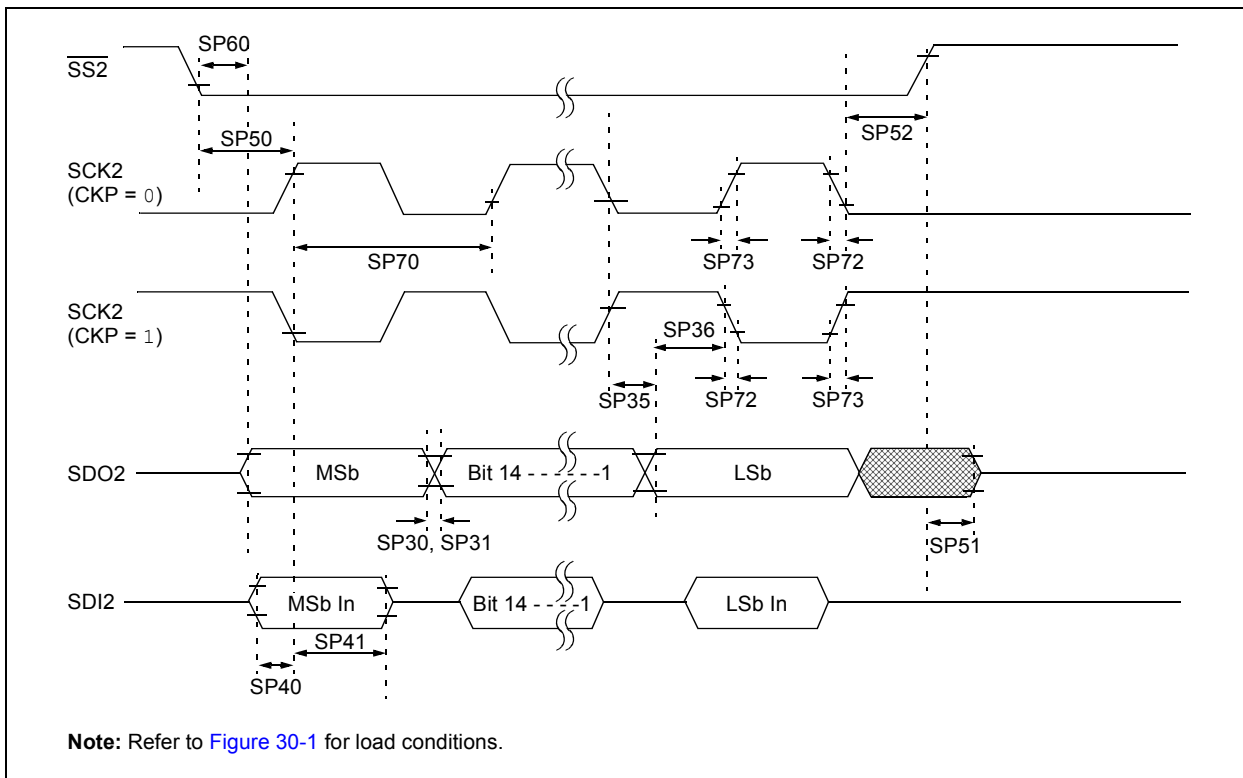 SP60
SS2
SP50
SP52
SCK2
(CKP = 0)
SP70
SP73
SP72
SCK2
(CKP = 1)
SP36
SP35
SP72
SP73
SDO2
MSb
Bit 14 - - - - - -1
LSb
SP30, SP31
SP51
SDI2
MSb In
Bit 14 - - - -1
LSb In
SP41
SP40
Note: Refer to Figure 30-1 for load conditions.